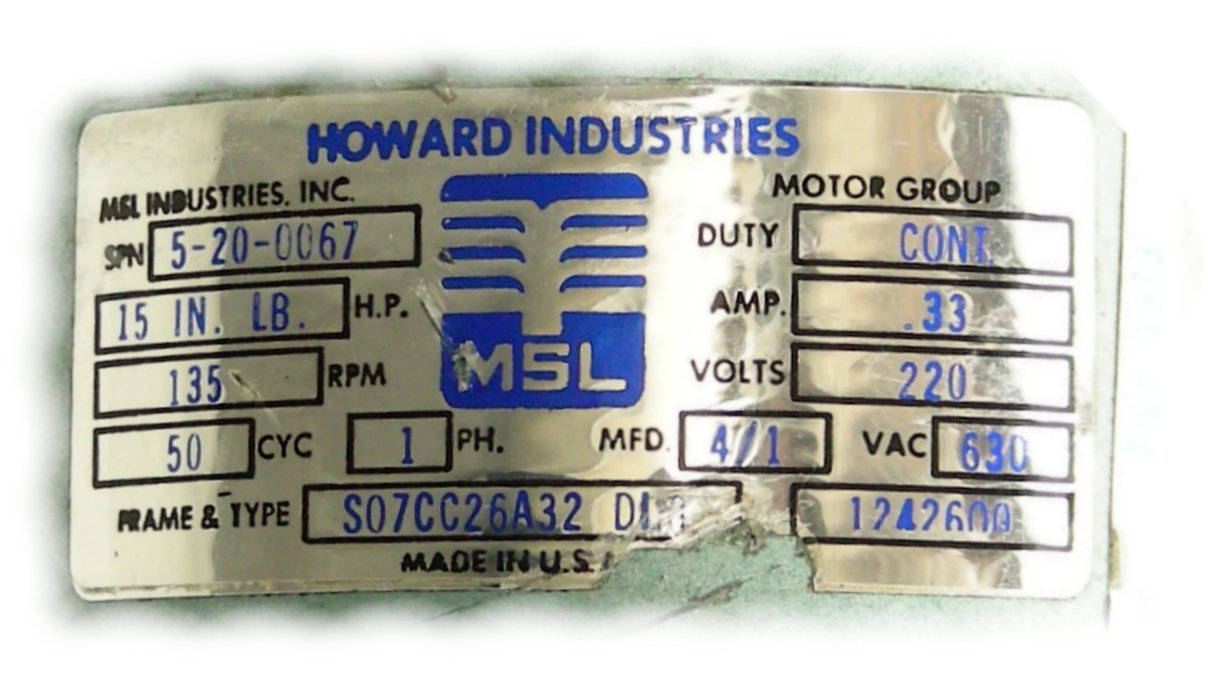 HOWARD INDUSTRIES
MSL INDUSTRIES, INC.
MOTOR GROUP
SPN 5-20-0067
DUTY CONT.
15 IN. LB. H.P.
AMP. .33
MSL
135 RPM
VOLTS 220
50 CYC 1 PH. MFD. 4/1 VAC 630
FRAME & TYPE S07CC26A32 1242600
MADE IN U.S.